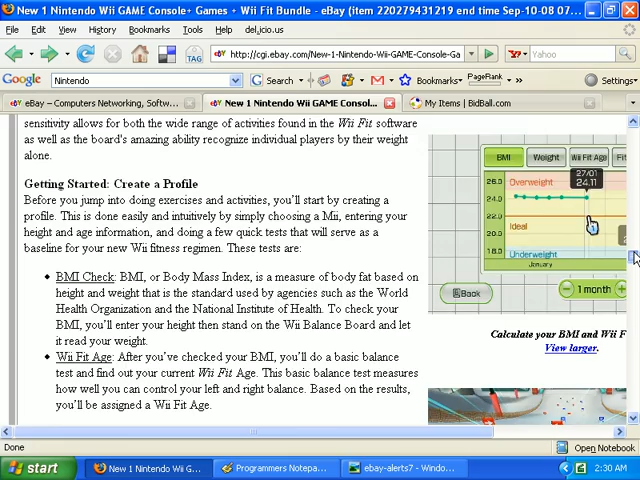 New 1 Nintendo Wii GAME Console+ Games + Wii Fit Bundle - eBay (item 220279431219 end time Sep-10-08 07...
File Edit View History Bookmarks Tools Help del.icio.us
TAG http://cgi.ebay.com/New-1-Nintendo-Wii-GAME-Console-Ga Yahoo
Google Nintendo Search Bookmarks PageRank Settings
eBay – Computers Networking, Softw... New 1 Nintendo Wii GAME Consol... My Items | BidBall.com
sensitivity allows for both the wide range of activities found in the Wii Fit software
as well as the board's amazing ability recognize individual players by their weight
alone.
Getting Started: Create a Profile
Before you jump into doing exercises and activities, you'll start by creating a
profile. This is done easily and intuitively by simply choosing a Mii, entering your
height and age information, and doing a few quick tests that will serve as a
baseline for your new Wii fitness regimen. These tests are:
BMI Check: BMI, or Body Mass Index, is a measure of body fat based on
height and weight that is the standard used by agencies such as the World
Health Organization and the National Institute of Health. To check your
BMI, you'll enter your height then stand on the Wii Balance Board and let
it read your weight.
Wii Fit Age: After you've checked your BMI, you'll do a basic balance
test and find out your current Wii Fit Age. This basic balance test measures
how well you can control your left and right balance. Based on the results,
you'll be assigned a Wii Fit Age.
BMI Weight Wii Fit Age Fit
27/01
24.11
26.0 Overweight
24.0
22.0
20.0 Ideal
18.0 Underweight
January
Back 1 month
Calculate your BMI and Wii F
View larger.
Done Open Notebook
start New 1 Nintendo Wii G... Programmers Notepa... ebay-alerts7 - Windo... 2:30 AM